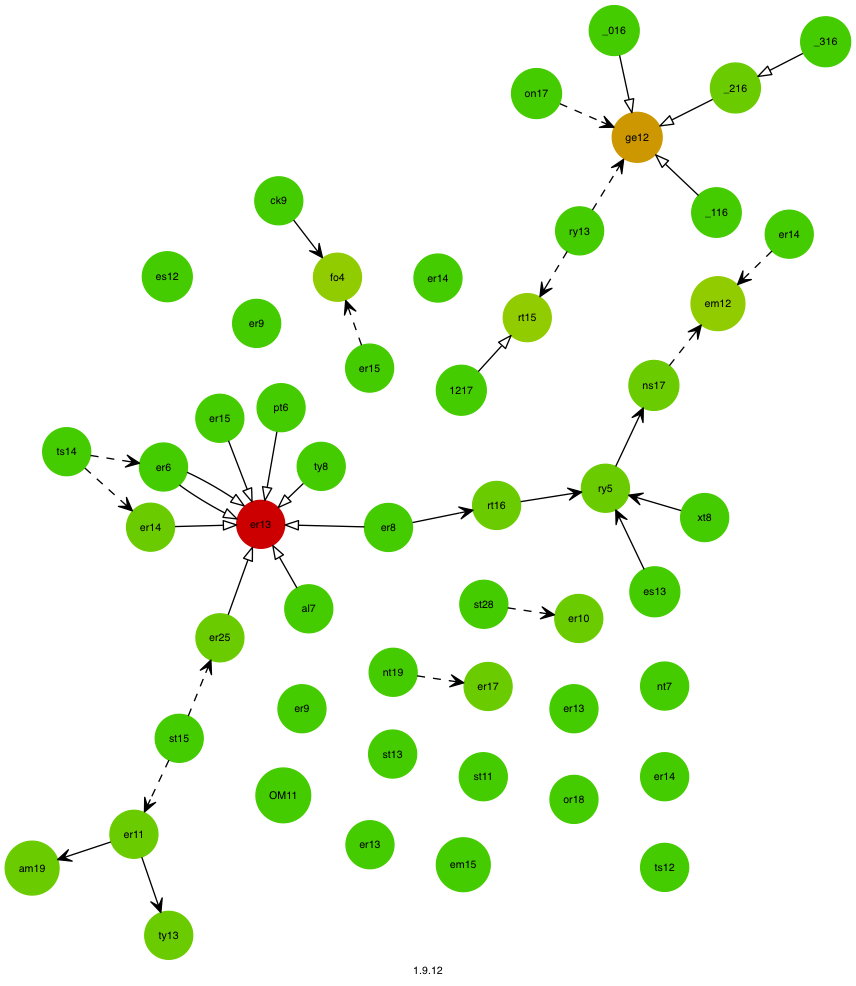 _016
_316
_216
on17
ge12
ck9
_116
ry13
er14
es12
fo4
er14
em12
er9
rt15
er15
1217
ns17
pt6
er15
ts14
er6
ty8
ry5
rt16
er14
er13
er8
xt8
es13
al7
st28
er10
er25
nt19
er17
nt7
er9
er13
st15
st13
st11
er14
OM11
or18
er11
er13
em15
am19
ts12
ty13
1.9.12